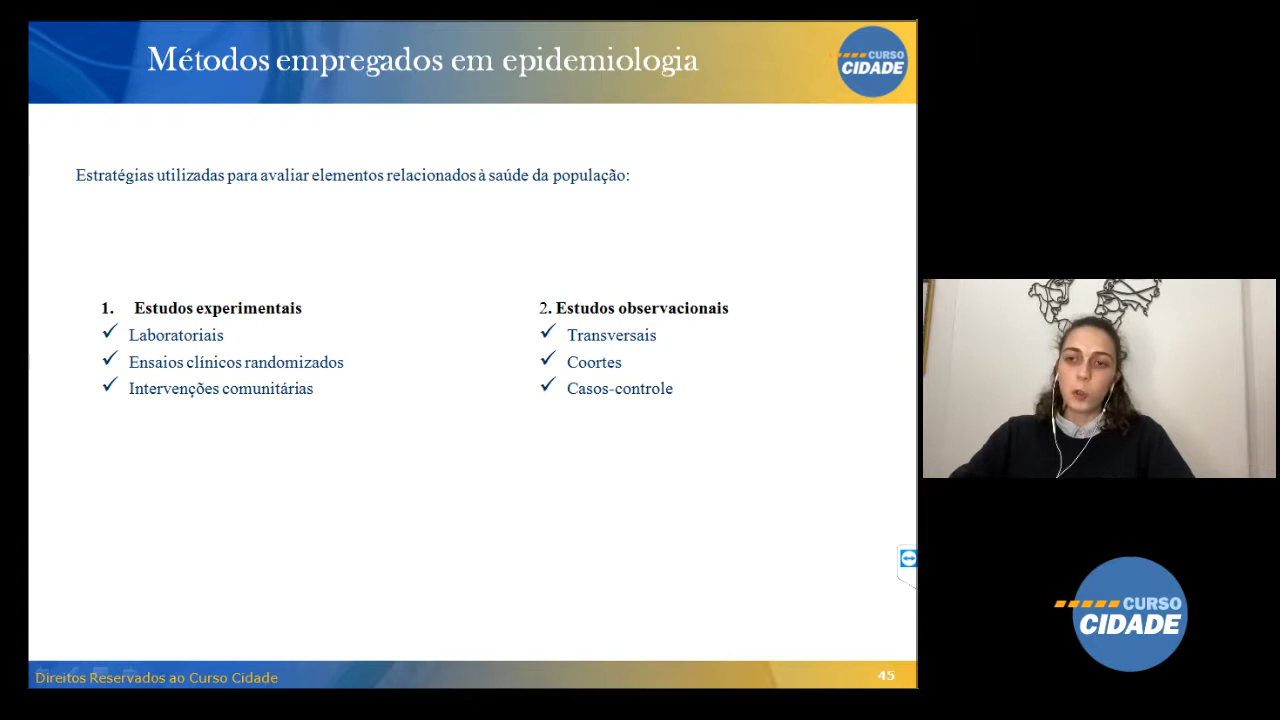 Métodos empregados em epidemiologia
CURSO
CIDADE
Estratégias utilizadas para avaliar elementos relacionados à saúde da população:
1. Estudos experimentais
✓ Laboratoriais
✓ Ensaios clínicos randomizados
✓ Intervenções comunitárias
2. Estudos observacionais
✓ Transversais
✓ Coortes
✓ Casos-controle
CURSO
CIDADE
Direitos Reservados ao Curso Cidade
45